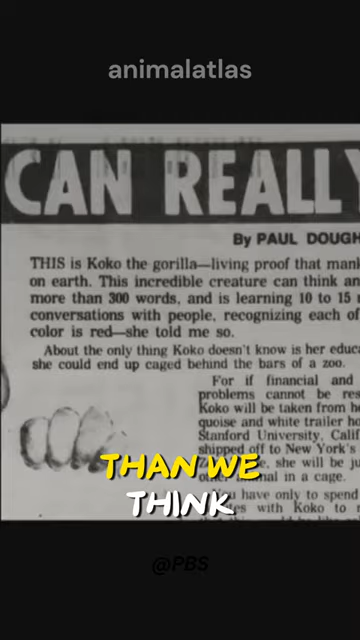 animalatlas
CAN REALLY
By PAUL DOUGH
THIS is Koko the gorilla—living proof that man
on earth. This incredible creature can think an
more than 300 words, and is learning 10 to 15
conversations with people, recognizing each of
color is red—she told me so.
About the only thing Koko doesn't know is her educa
she could end up caged behind the bars of a zoo.
For if financial and
problems cannot be res
Koko will be taken from h
quoise and white trailer ho
Stanford University, Calif
shipped off to New York's
she will be ju
in a cage.
THAN WE
THINK
have only to spend
with Koko to
@PBS